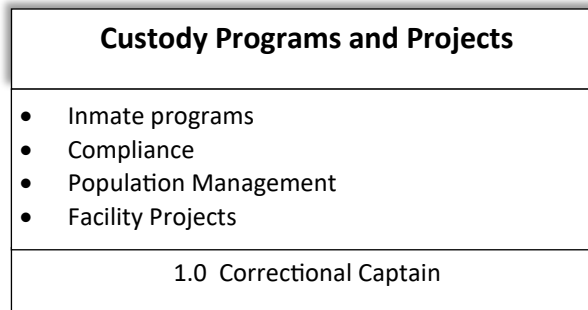 Custody Programs and Projects
• Inmate programs
• Compliance
• Population Management
• Facility Projects
1.0 Correctional Captain